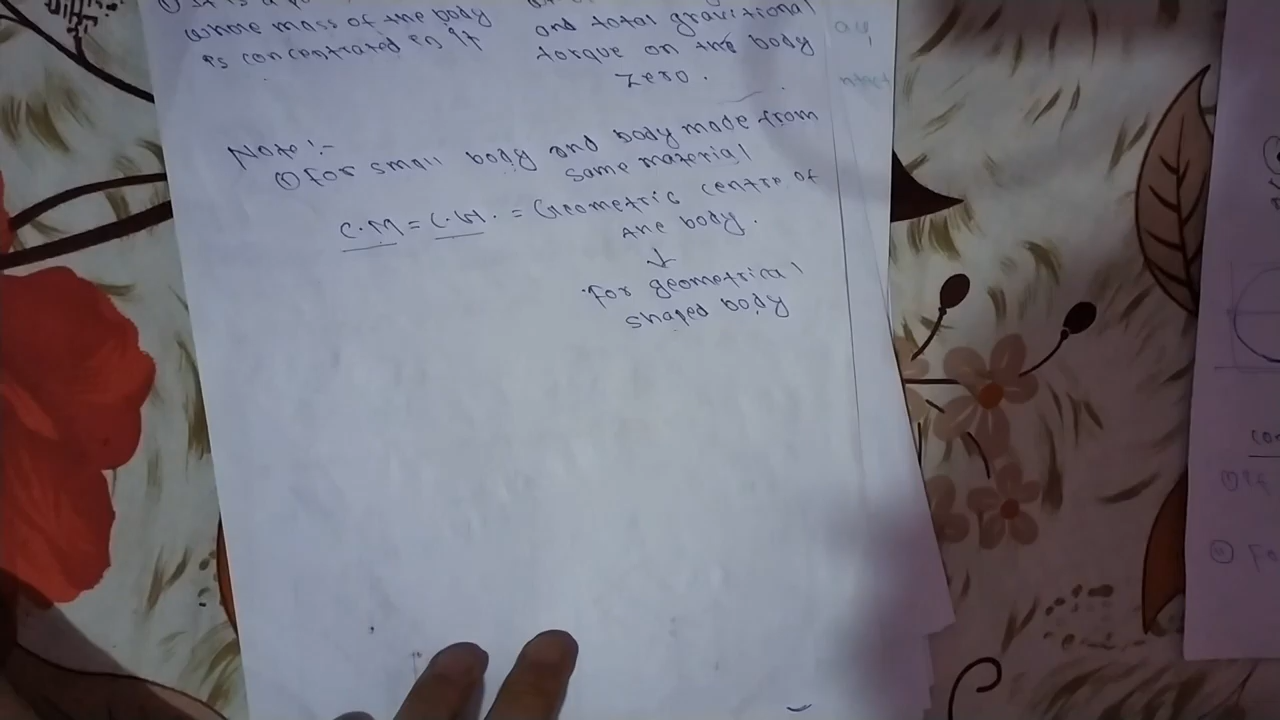 whole mass of the body
is concentrated in it
and total gravitional
torque on the body
zero.
Note :-
① For small body and body made from
same material
C.M = C.G. = Geometric centre of
the body.
↓
For geometrical
shaped body